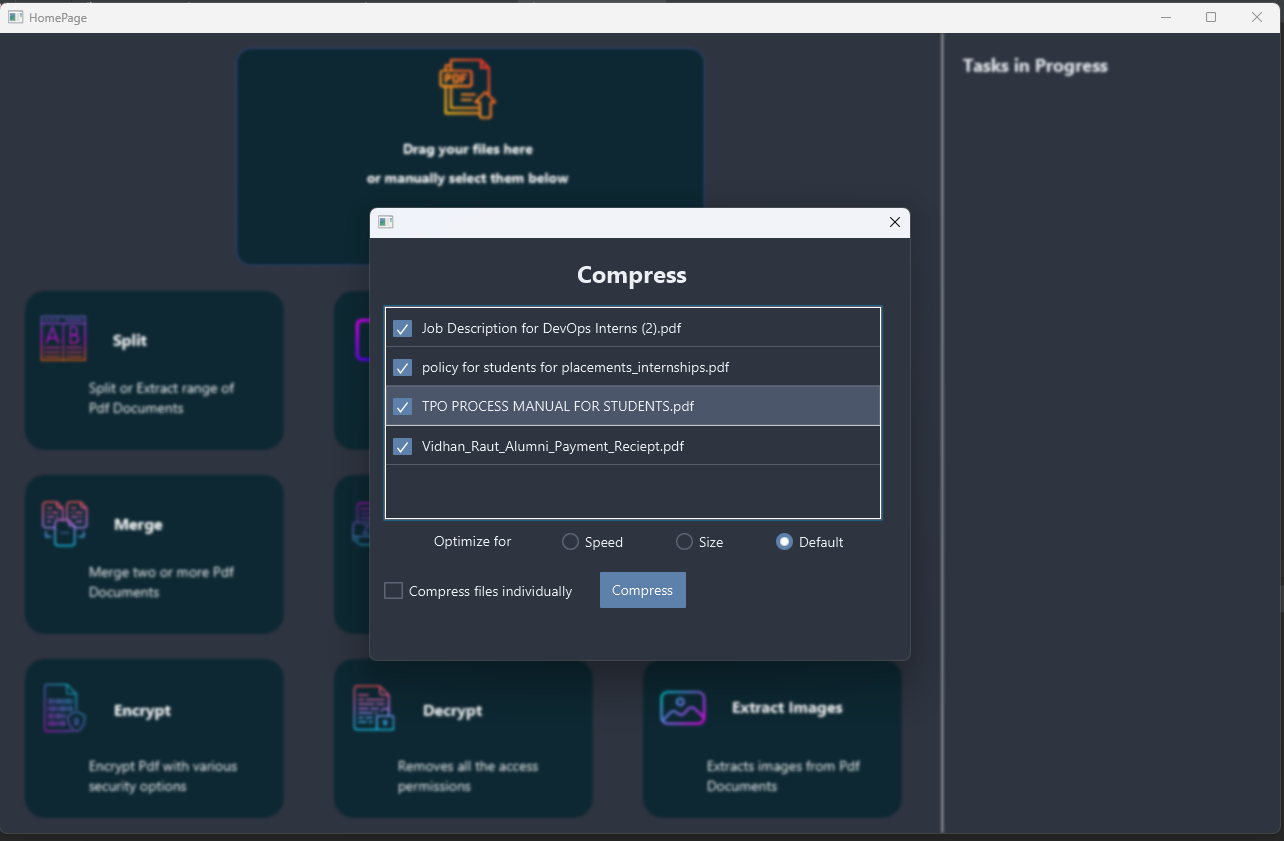 HomePage
Tasks in Progress
PDF
Drag your files here
or manually select them below
Compress
Job Description for DevOps Interns (2).pdf
policy for students for placements_internships.pdf
TPO PROCESS MANUAL FOR STUDENTS.pdf
Vidhan_Raut_Alumni_Payment_Reciept.pdf
Optimize for
Speed
Size
Default
Compress files individually
Compress
A B
Split
Split or Extract range of
Pdf Documents
Merge
Merge two or more Pdf
Documents
Encrypt
Encrypt Pdf with various
security options
Decrypt
Removes all the access
permissions
Extract Images
Extracts images from Pdf
Documents